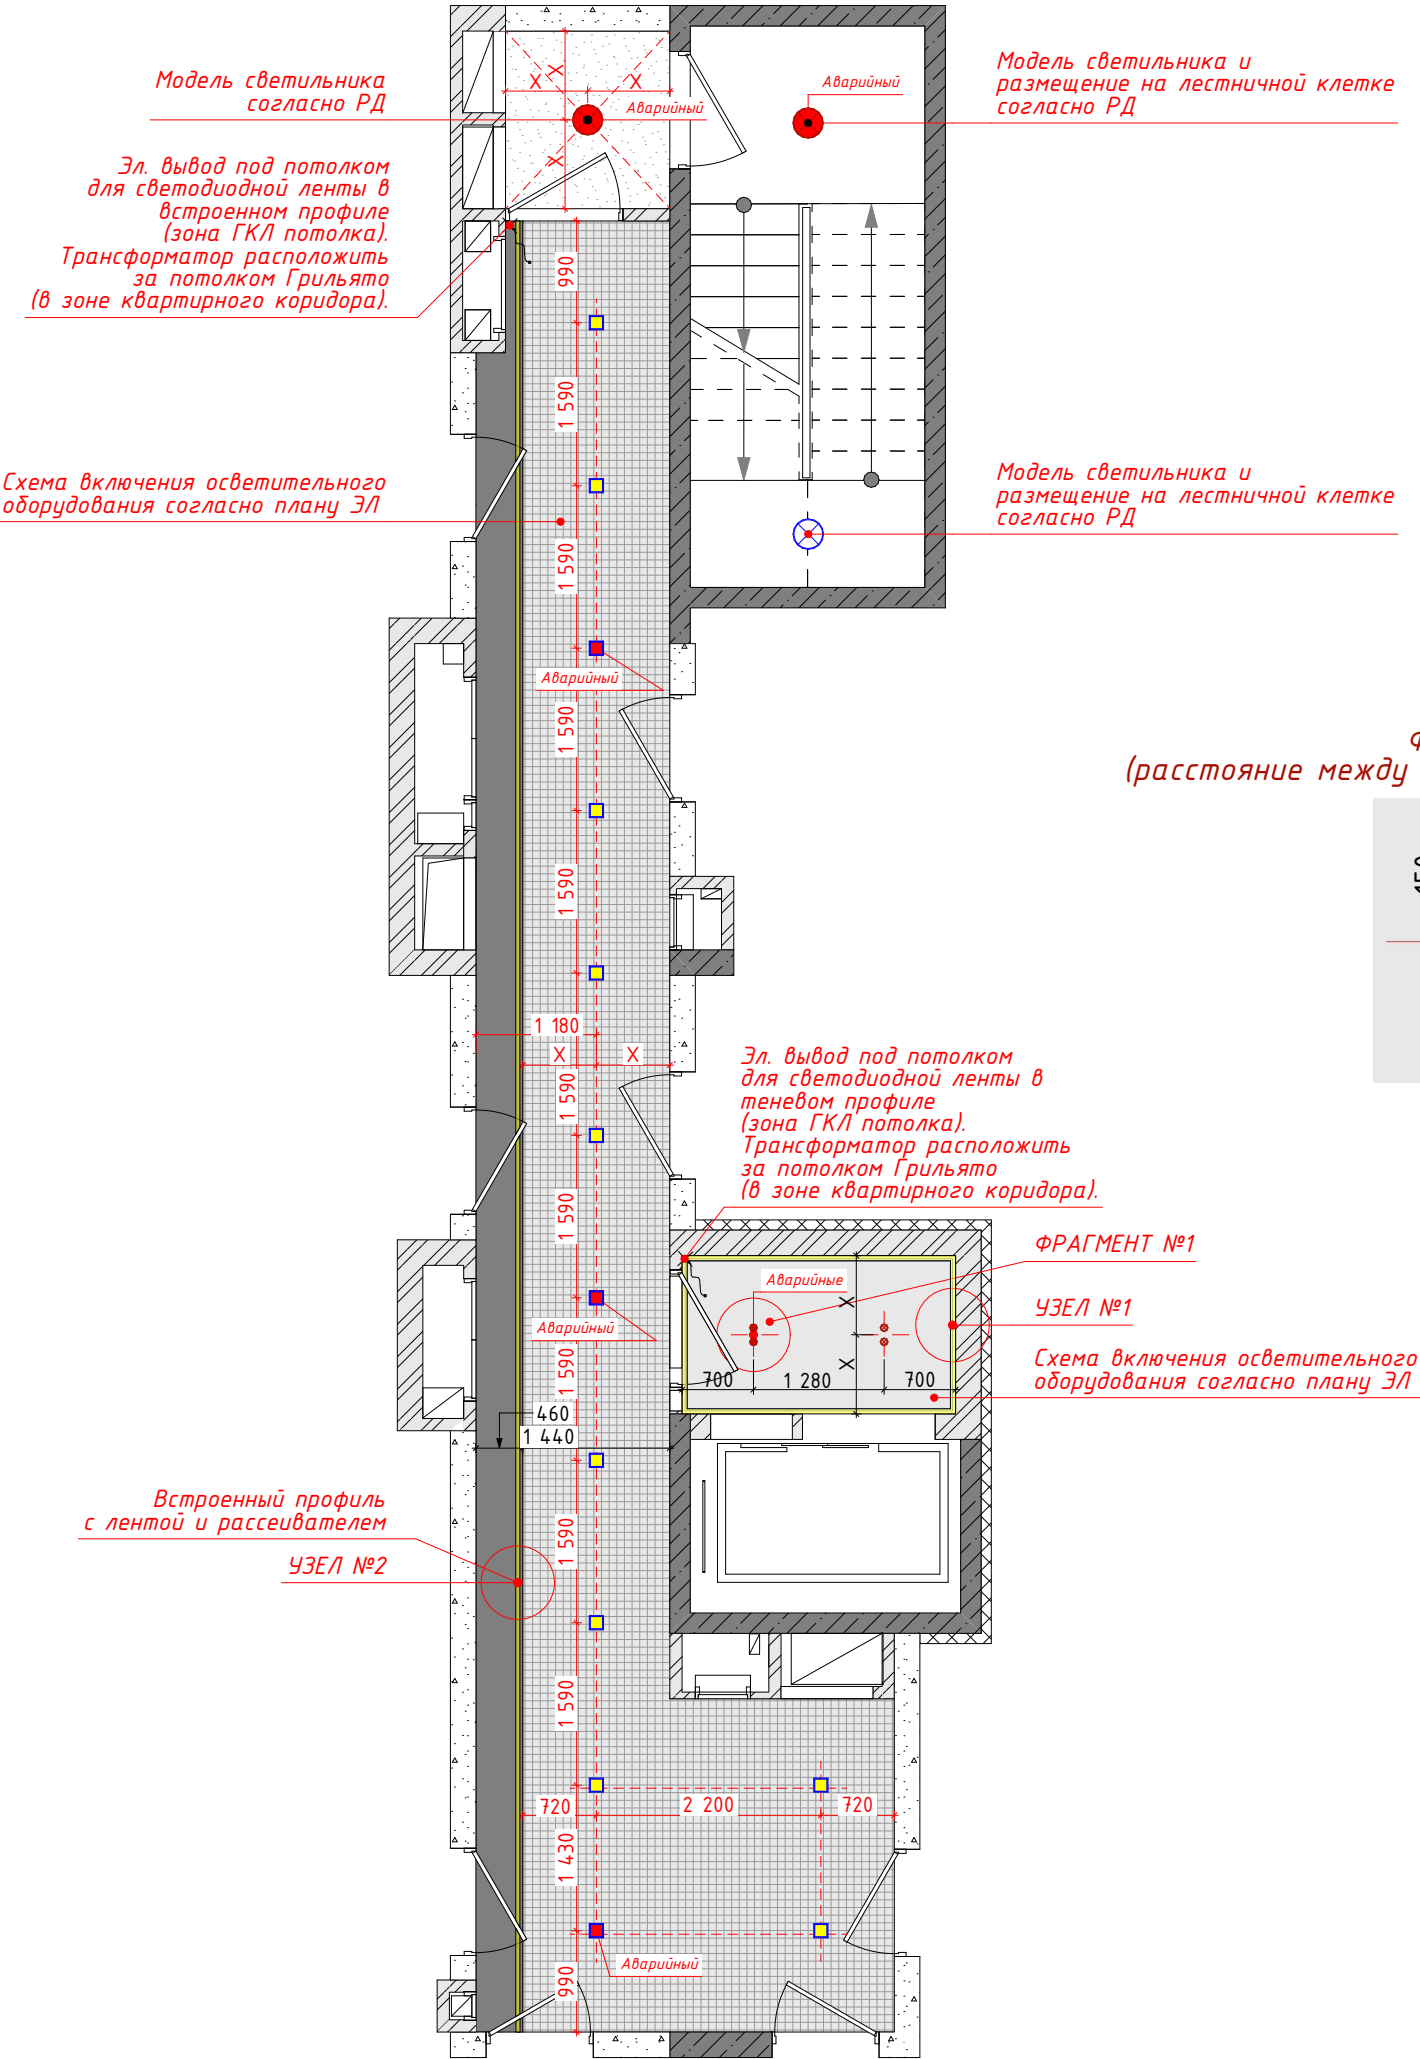 Модель светильника
согласно РД
Аварийный
Аварийный
Модель светильника и
размещение на лестничной клетке
согласно РД
X
X
X
X
Эл. вывод под потолком
для светодиодной ленты в
встроенном профиле
(зона ГКЛ потолка).
Трансформатор расположить
за потолком Грильято
(в зоне квартирного коридора).
990
1 590
Схема включения осветительного
оборудования согласно плану ЭЛ
Модель светильника и
размещение на лестничной клетке
согласно РД
1 590
Аварийный
1 590
(расстояние между
1 590
1 180
X
X
1 590
Эл. вывод под потолком
для светодиодной ленты в
теневом профиле
(зона ГКЛ потолка).
Трансформатор расположить
за потолком Грильято
(в зоне квартирного коридора).
1 590
ФРАГМЕНТ №1
Аварийные
X
УЗЕЛ №1
Аварийный
X
Схема включения осветительного
оборудования согласно плану ЭЛ
1 590
700
1 280
700
460
1 440
Встроенный профиль
с лентой и рассеивателем
УЗЕЛ №2
1 590
1 590
720
2 200
720
1 430
Аварийный
990